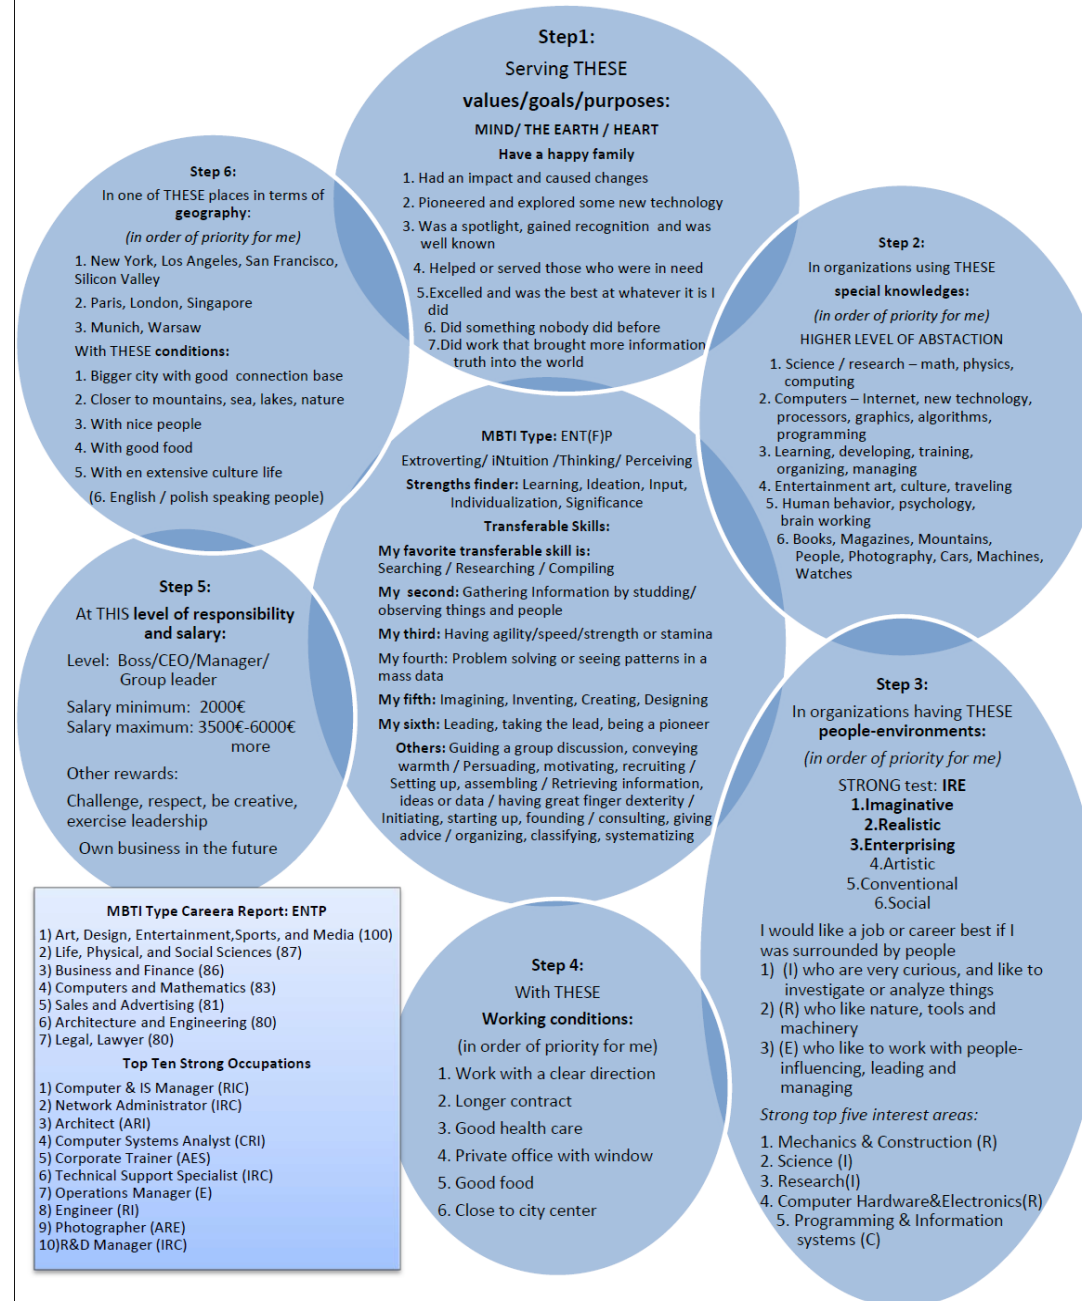 Step1:
Serving THESE
values/goals/purposes:
MIND/ THE EARTH / HEART
Have a happy family
1. Had an impact and caused changes
2. Pioneered and explored some new technology
3. Was a spotlight, gained recognition and was
well known
4. Helped or served those who were in need
5.Excelled and was the best at whatever it is I
did
6. Did something nobody did before
7.Did work that brought more information
truth into the world
Step 2:
In organizations using THESE
special knowledges:
(in order of priority for me)
HIGHER LEVEL OF ABSTACTION
1. Science / research – math, physics,
computing
2. Computers – Internet, new technology,
processors, graphics, algorithms,
programming
3. Learning, developing, training,
organizing, managing
4. Entertainment art, culture, traveling
5. Human behavior, psychology,
brain working
6. Books, Magazines, Mountains,
People, Photography, Cars, Machines,
Watches
Step 3:
In organizations having THESE
people-environments:
(in order of priority for me)
STRONG test: IRE
1.Imaginative
2.Realistic
3.Enterprising
4.Artistic
5.Conventional
6.Social
I would like a job or career best if I
was surrounded by people
1) (I) who are very curious, and like to
investigate or analyze things
2) (R) who like nature, tools and
machinery
3) (E) who like to work with people-
influencing, leading and
managing
Strong top five interest areas:
1. Mechanics & Construction (R)
2. Science (I)
3. Research(I)
4. Computer Hardware&Electronics(R)
5. Programming & Information
systems (C)
Step 4:
With THESE
Working conditions:
(in order of priority for me)
1. Work with a clear direction
2. Longer contract
3. Good health care
4. Private office with window
5. Good food
6. Close to city center
Step 5:
At THIS level of responsibility
and salary:
Level: Boss/CEO/Manager/
Group leader
Salary minimum: 2000€
Salary maximum: 3500€-6000€
more
Other rewards:
Challenge, respect, be creative,
exercise leadership
Own business in the future
Step 6:
In one of THESE places in terms of
geography:
(in order of priority for me)
1. New York, Los Angeles, San Francisco,
Silicon Valley
2. Paris, London, Singapore
3. Munich, Warsaw
With THESE conditions:
1. Bigger city with good connection base
2. Closer to mountains, sea, lakes, nature
3. With nice people
4. With good food
5. With en extensive culture life
(6. English / polish speaking people)
MBTI Type: ENT(F)P
Extroverting/ iNtuition /Thinking/ Perceiving
Strengths finder: Learning, Ideation, Input,
Individualization, Significance
Transferable Skills:
My favorite transferable skill is:
Searching / Researching / Compiling
My second: Gathering Information by studding/
observing things and people
My third: Having agility/speed/strength or stamina
My fourth: Problem solving or seeing patterns in a
mass data
My fifth: Imagining, Inventing, Creating, Designing
My sixth: Leading, taking the lead, being a pioneer
Others: Guiding a group discussion, conveying
warmth / Persuading, motivating, recruiting /
Setting up, assembling / Retrieving information,
ideas or data / having great finger dexterity /
Initiating, starting up, founding / consulting, giving
advice / organizing, classifying, systematizing
MBTI Type Careera Report: ENTP
1) Art, Design, Entertainment,Sports, and Media (100)
2) Life, Physical, and Social Sciences (87)
3) Business and Finance (86)
4) Computers and Mathematics (83)
5) Sales and Advertising (81)
6) Architecture and Engineering (80)
7) Legal, Lawyer (80)
Top Ten Strong Occupations
1) Computer & IS Manager (RIC)
2) Network Administrator (IRC)
3) Architect (ARI)
4) Computer Systems Analyst (CRI)
5) Corporate Trainer (AES)
6) Technical Support Specialist (IRC)
7) Operations Manager (E)
8) Engineer (RI)
9) Photographer (ARE)
10)R&D Manager (IRC)